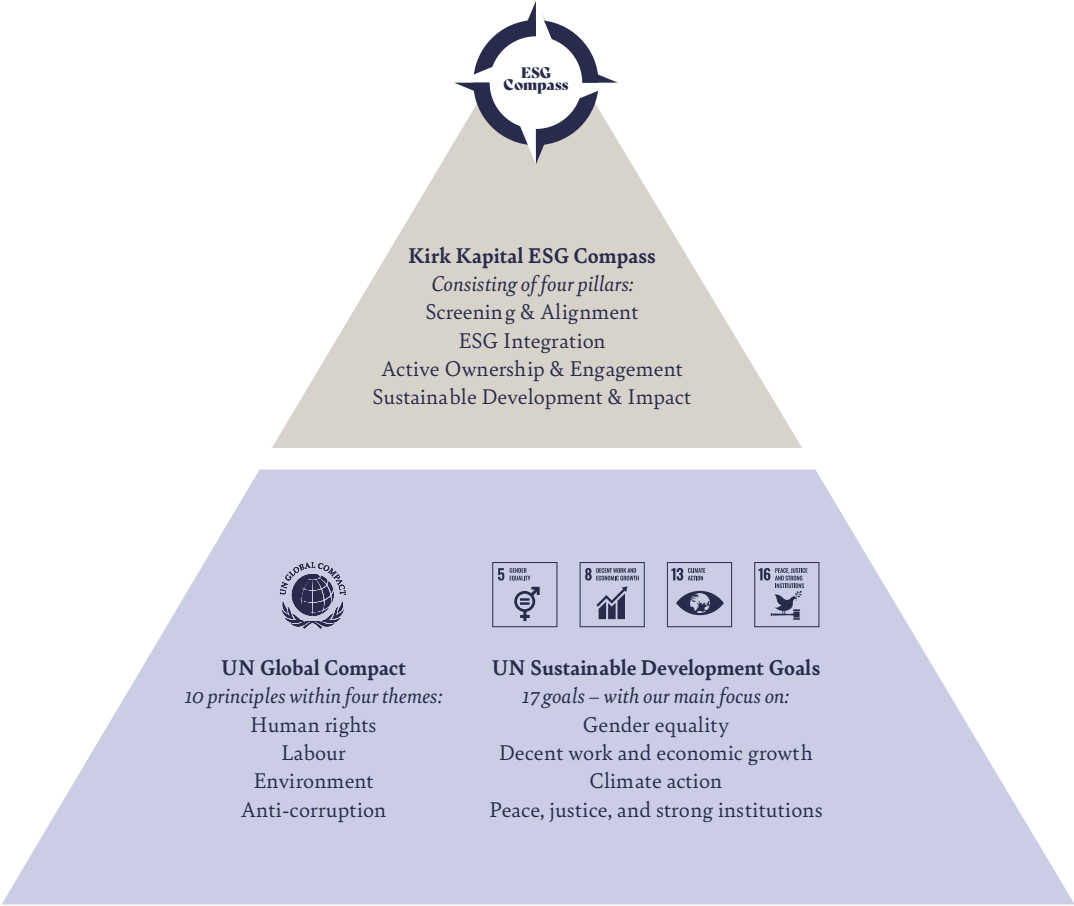 ESG
Compass
Kirk Kapital ESG Compass
Consisting of four pillars:
Screening & Alignment
ESG Integration
Active Ownership & Engagement
Sustainable Development & Impact
UN GLOBAL COMPACT
5 GENDER
EQUALITY
8 DECENT WORK AND
ECONOMIC GROWTH
13 CLIMATE
ACTION
16 PEACE, JUSTICE
AND STRONG
INSTITUTIONS
UN Global Compact
10 principles within four themes:
Human rights
Labour
Environment
Anti-corruption
UN Sustainable Development Goals
17 goals – with our main focus on:
Gender equality
Decent work and economic growth
Climate action
Peace, justice, and strong institutions